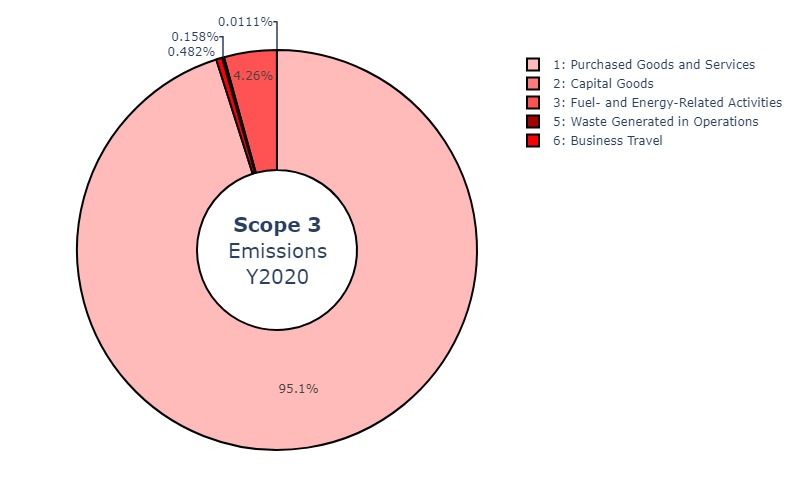 0.0111%
0.158%
0.482%
4.26%
95.1%
Scope 3
Emissions
Y2020
1: Purchased Goods and Services
2: Capital Goods
3: Fuel- and Energy-Related Activities
5: Waste Generated in Operations
6: Business Travel